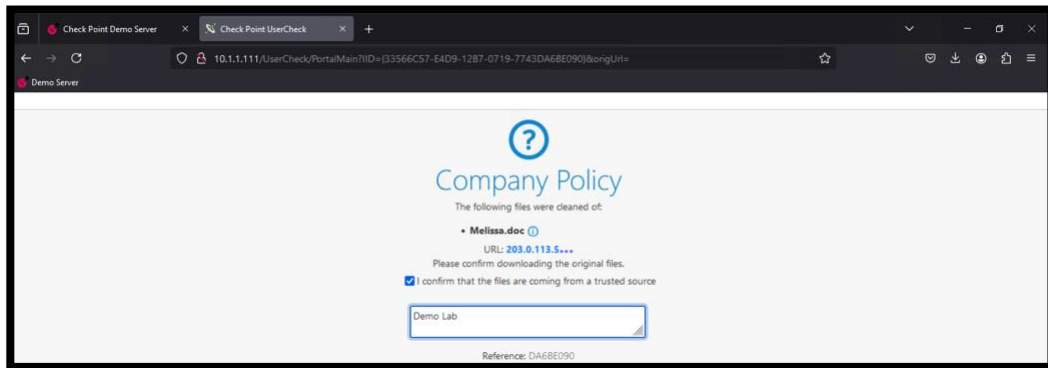 Check Point Demo Server
Check Point UserCheck
10.1.1.111/UserCheck/PortalMain?IID={33566C57-E4D9-12B7-0719-7743DA6BE090}&origUrl=
Demo Server
?
Company Policy
The following files were cleaned of:
• Melissa.doc
URL: 203.0.113.5...
Please confirm downloading the original files.
I confirm that the files are coming from a trusted source
Demo Lab
Reference: DA6BE090